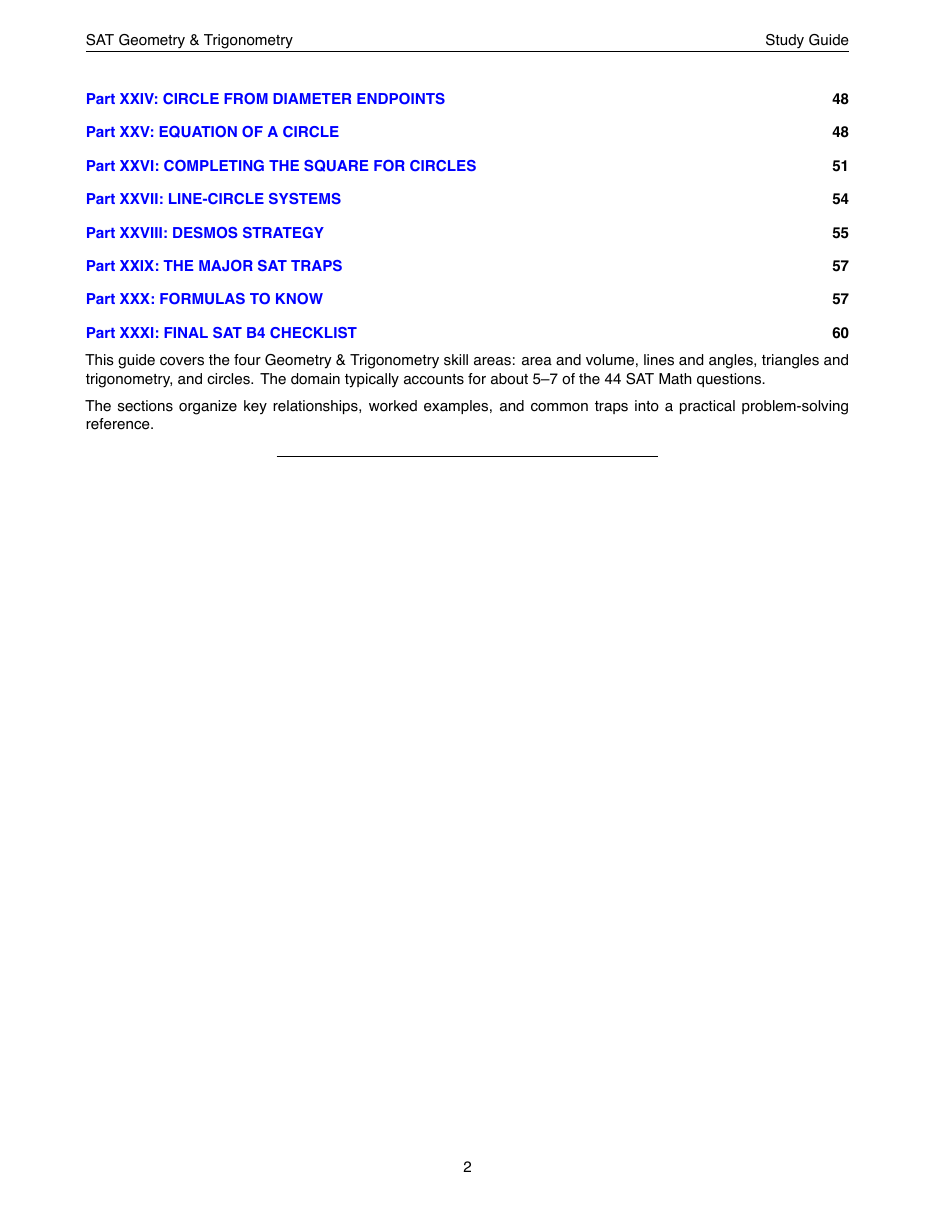 SAT Geometry & Trigonometry Study Guide
Part XXIV: CIRCLE FROM DIAMETER ENDPOINTS 48
Part XXV: EQUATION OF A CIRCLE 48
Part XXVI: COMPLETING THE SQUARE FOR CIRCLES 51
Part XXVII: LINE-CIRCLE SYSTEMS 54
Part XXVIII: DESMOS STRATEGY 55
Part XXIX: THE MAJOR SAT TRAPS 57
Part XXX: FORMULAS TO KNOW 57
Part XXXI: FINAL SAT B4 CHECKLIST 60
This guide covers the four Geometry & Trigonometry skill areas: area and volume, lines and angles, triangles and
trigonometry, and circles. The domain typically accounts for about 5–7 of the 44 SAT Math questions.
The sections organize key relationships, worked examples, and common traps into a practical problem-solving
reference.
2